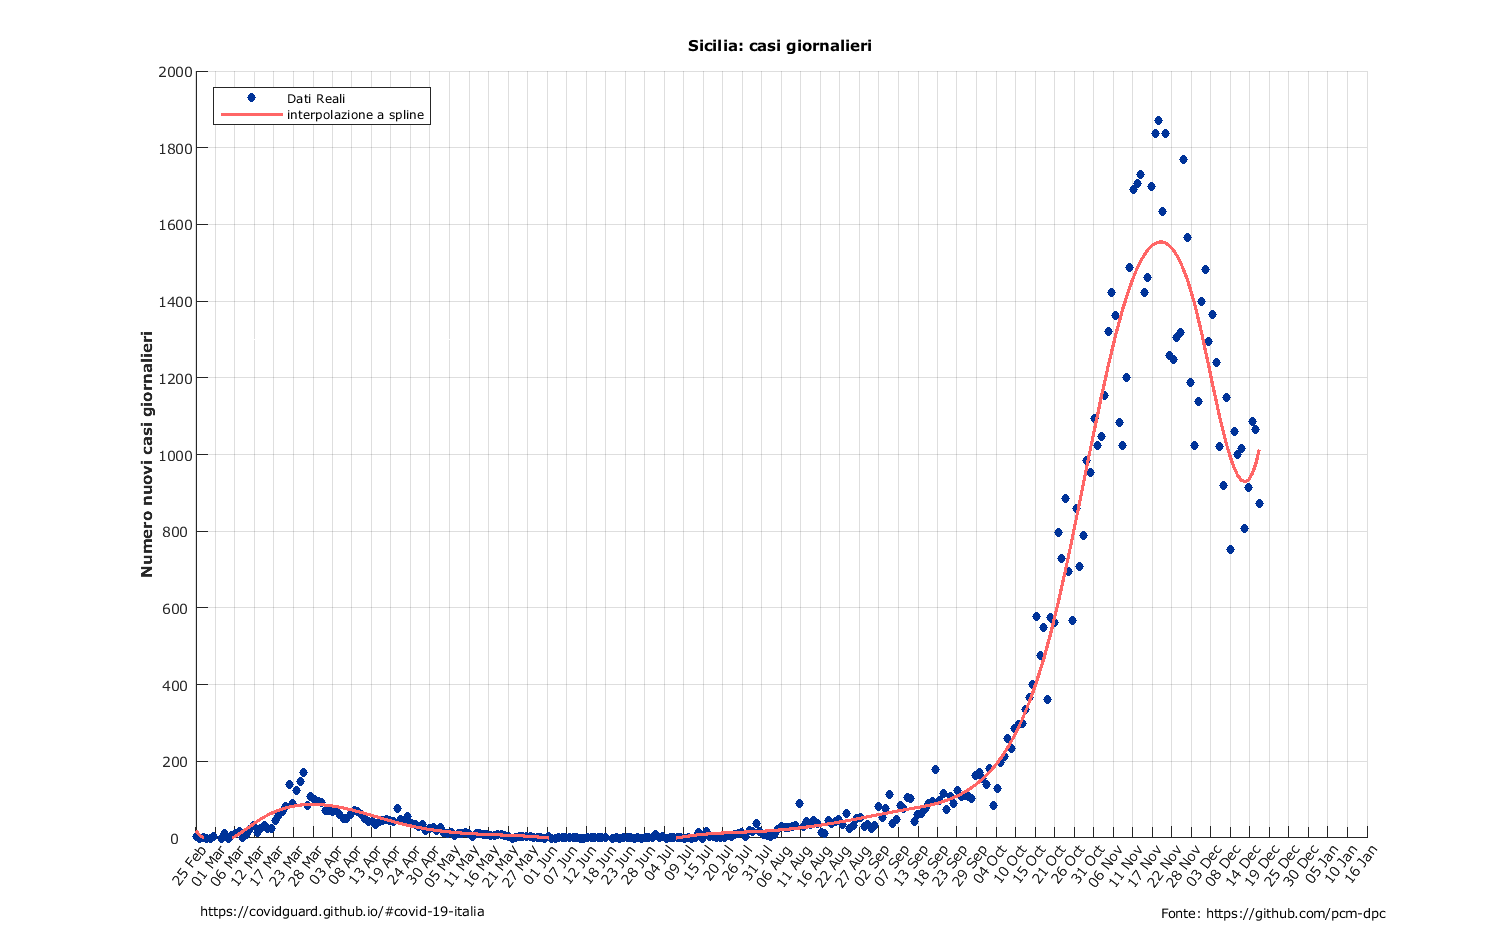 Sicilia: casi giornalieri
Dati Reali
interpolazione a spline
Numero nuovi casi giornalieri
2000
1800
1600
1400
1200
1000
800
600
400
200
0
25 Feb
01 Mar
06 Mar
12 Mar
17 Mar
23 Mar
28 Mar
03 Apr
08 Apr
13 Apr
19 Apr
24 Apr
30 Apr
05 May
11 May
16 May
21 May
27 May
01 Jun
07 Jun
12 Jun
18 Jun
23 Jun
28 Jun
04 Jul
09 Jul
15 Jul
20 Jul
26 Jul
31 Jul
06 Aug
11 Aug
16 Aug
22 Aug
27 Aug
02 Sep
07 Sep
13 Sep
18 Sep
23 Sep
29 Sep
04 Oct
10 Oct
15 Oct
21 Oct
26 Oct
31 Oct
06 Nov
11 Nov
17 Nov
22 Nov
28 Nov
03 Dec
08 Dec
14 Dec
19 Dec
25 Dec
30 Dec
05 Jan
10 Jan
16 Jan
https://covidguard.github.io/#covid-19-italia
Fonte: https://github.com/pcm-dpc